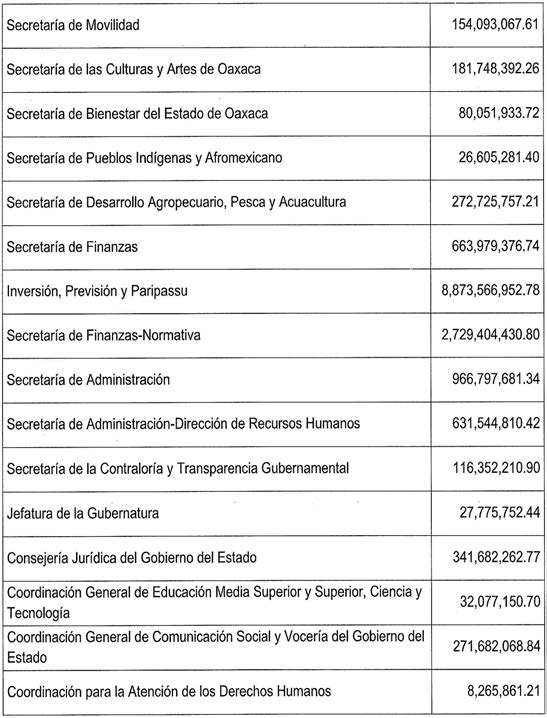 Secretaría de Movilidad 154,093,067.61
Secretaría de las Culturas y Artes de Oaxaca 181,748,392.26
Secretaría de Bienestar del Estado de Oaxaca 80,051,933.72
Secretaría de Pueblos Indígenas y Afromexicano 26,605,281.40
Secretaría de Desarrollo Agropecuario, Pesca y Acuacultura 272,725,757.21
Secretaría de Finanzas 663,979,376.74
Inversión, Previsión y Paripassu 8,873,566,952.78
Secretaría de Finanzas-Normativa 2,729,404,430.80
Secretaría de Administración 966,797,681.34
Secretaría de Administración-Dirección de Recursos Humanos 631,544,810.42
Secretaría de la Contraloría y Transparencia Gubernamental 116,352,210.90
Jefatura de la Gubernatura 27,775,752.44
Consejería Jurídica del Gobierno del Estado 341,682,262.77
Coordinación General de Educación Media Superior y Superior, Ciencia y
Tecnología 32,077,150.70
Coordinación General de Comunicación Social y Vocería del Gobierno del
Estado 271,682,068.84
Coordinación para la Atención de los Derechos Humanos 8,265,861.21